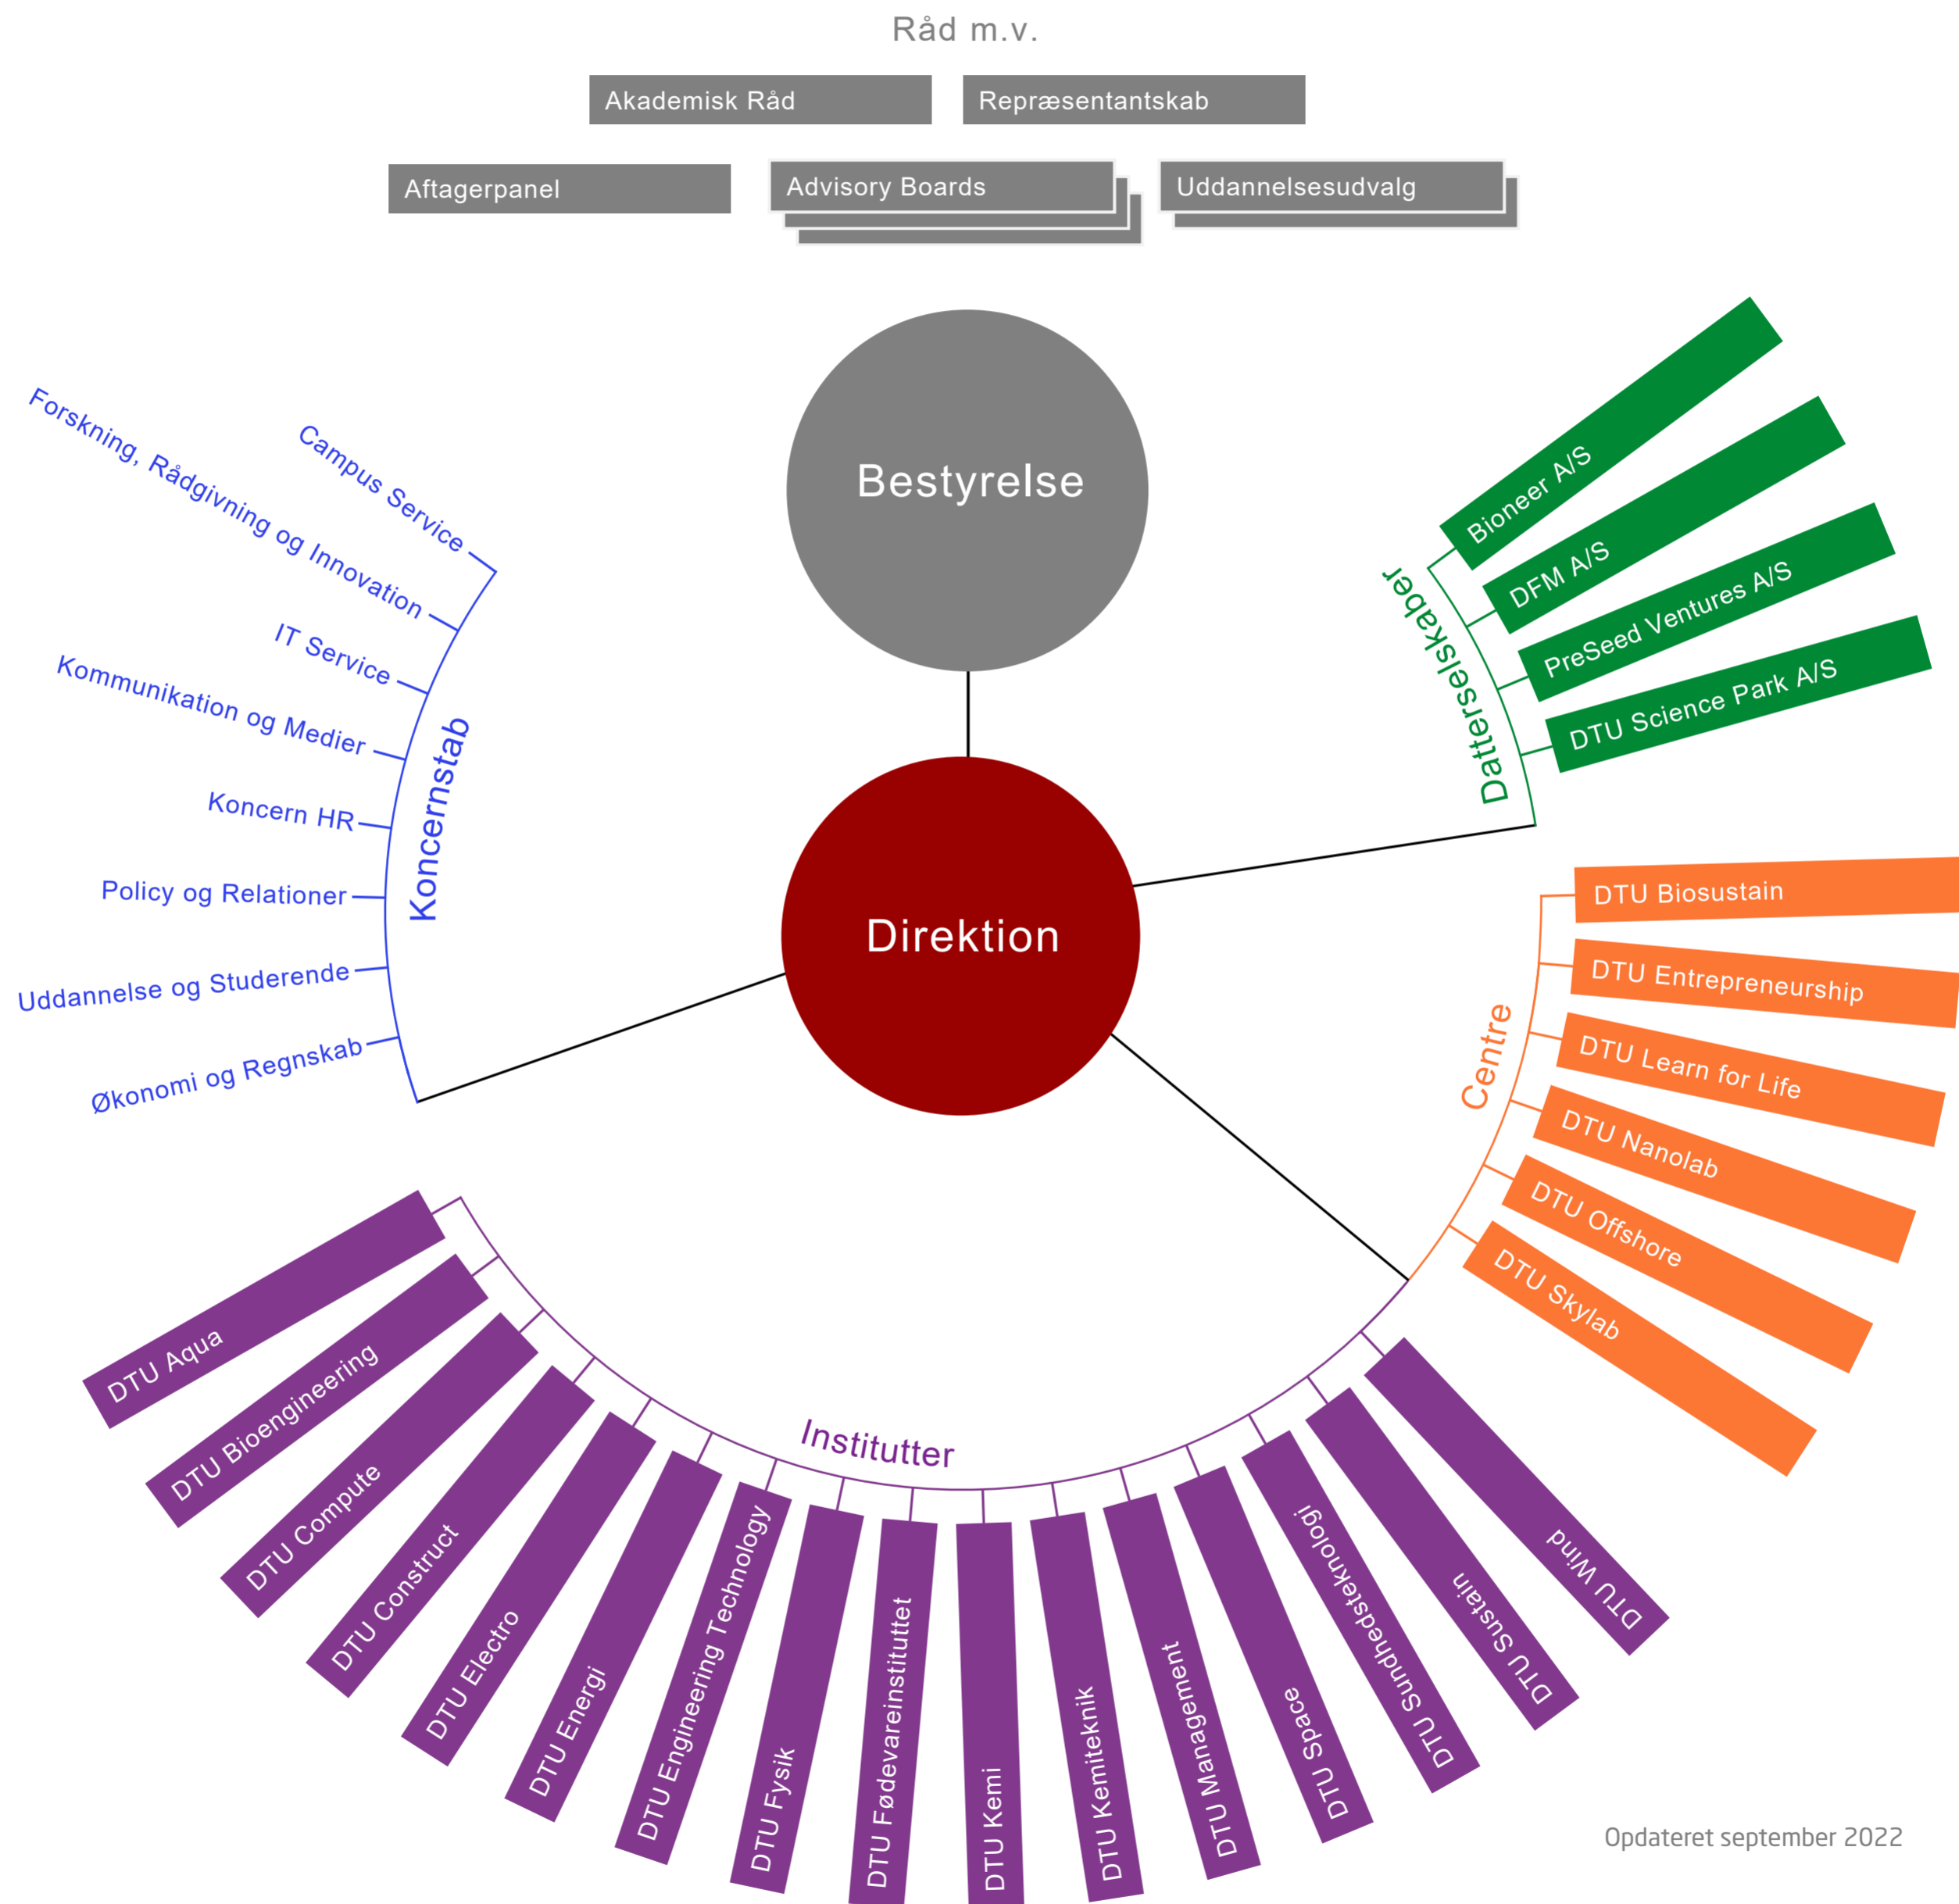 Råd m.v.
Akademisk Råd
Repræsentantskab
Aftagerpanel
Advisory Boards
Uddannelsesudvalg
Bestyrelse
Direktion
Koncernstab
Campus Service
Forskning, Rådgivning og Innovation
IT Service
Kommunikation og Medier
Koncern HR
Policy og Relationer
Uddannelse og Studerende
Økonomi og Regnskab
Datterselskaber
Bioneer A/S
DFM A/S
PreSeed Ventures A/S
DTU Science Park A/S
Centre
DTU Biosustain
DTU Entrepreneurship
DTU Learn for Life
DTU Nanolab
DTU Offshore
DTU Skylab
Institutter
DTU Aqua
DTU Bioengineering
DTU Compute
DTU Construct
DTU Electro
DTU Energi
DTU Engineering Technology
DTU Fysik
DTU Fødevareinstituttet
DTU Kemi
DTU Kemiteknik
DTU Management
DTU Space
DTU Sundhedsteknologi
DTU Sustain
DTU Wind
Opdateret september 2022